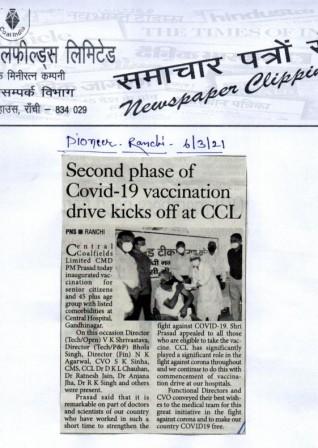 लफील्ड्स लिमिटेड
मिनीरत्न कम्पनी
सम्पर्क विभाग
हाउस, राँची - 834 029
समाचार पत्रों
Newspaper Clippin
THE TIMES OF IN
Pioneer. Ranchi - 6/3/21
Second phase of
Covid-19 vaccination
drive kicks off at CCL
PNS ■ RANCHI
Central
Coalfields
Limited CMD
PM Prasad today
inaugurated vac-
cination for
senior citizens
and 45 plus age
group with listed
comorbidities at
Central Hospital,
Gandhinagar.
On this occasion Director
(Tech/Open) V K Shrivastava,
Director (Tech/P&P) Bhola
Singh, Director (Fin) N K
Agarwal, CVO S K Sinha,
CMS, CCL Dr D K L Chauhan,
Dr Ratnesh Jain, Dr Anjana
Jha, Dr R K Singh and others
were present.
Prasad said that it is
remarkable on part of doctors
and scientists of our country
who have worked in such a
short time to strengthen the
fight against COVID-19. Shri
Prasad appealed to all those
who are eligible to take the
vaccine. CCL has significantly
played a significant role in the
fight against corona throughout
and we continue to do this with
commencement of vaccina-
tion drive at our hospitals.
Functional Directors and
CVO conveyed their best wish-
es to the medical team for this
great initiative in the fight
against corona and to make our
country COVID19 free.